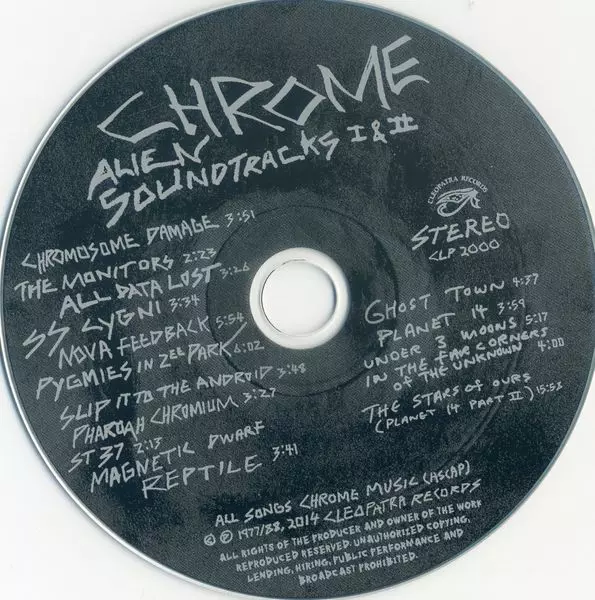 CHROME
ALIEN
SOUNDTRACKS I & II
CLEOPATRA RECORDS
STEREO
CLP 2000
CHROMOSOME DAMAGE 3:51
THE MONITORS 2:23
ALL DATA LOST 3:26
SS CYGNI 3:34
NOVA FEEDBACK 5:54
PYGMIES IN ZEE PARK 6:02
SLIP IT TO THE ANDROID 3:48
PHAROAH CHROMIUM 3:27
ST 37 2:13
MAGNETIC DWARF
REPTILE 3:41
GHOST TOWN 4:37
PLANET 14 3:59
UNDER 3 MOONS 5:17
IN THE FAR CORNERS
OF THE UNKNOWN 4:00
THE STARS OF OURS
(PLANET 14 PART II) 15:53
ALL SONGS CHROME MUSIC (ASCAP)
© ℗ 1977/88, 2014 CLEOPATRA RECORDS
ALL RIGHTS OF THE PRODUCER AND OWNER OF THE WORK
REPRODUCED RESERVED. UNAUTHORIZED COPYING,
LENDING, HIRING, PUBLIC PERFORMANCE AND
BROADCAST PROHIBITED.